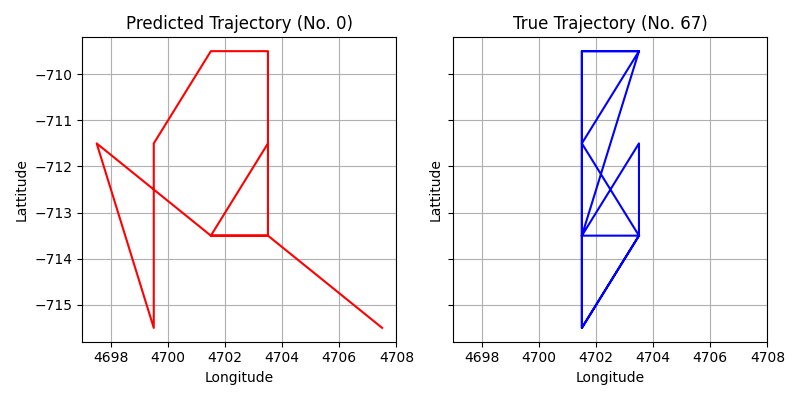 Predicted Trajectory (No. 0)
Lattitude
−710
−711
−712
−713
−714
−715
4698 4700 4702 4704 4706 4708
Longitude
True Trajectory (No. 67)
Lattitude
4698 4700 4702 4704 4706 4708
Longitude